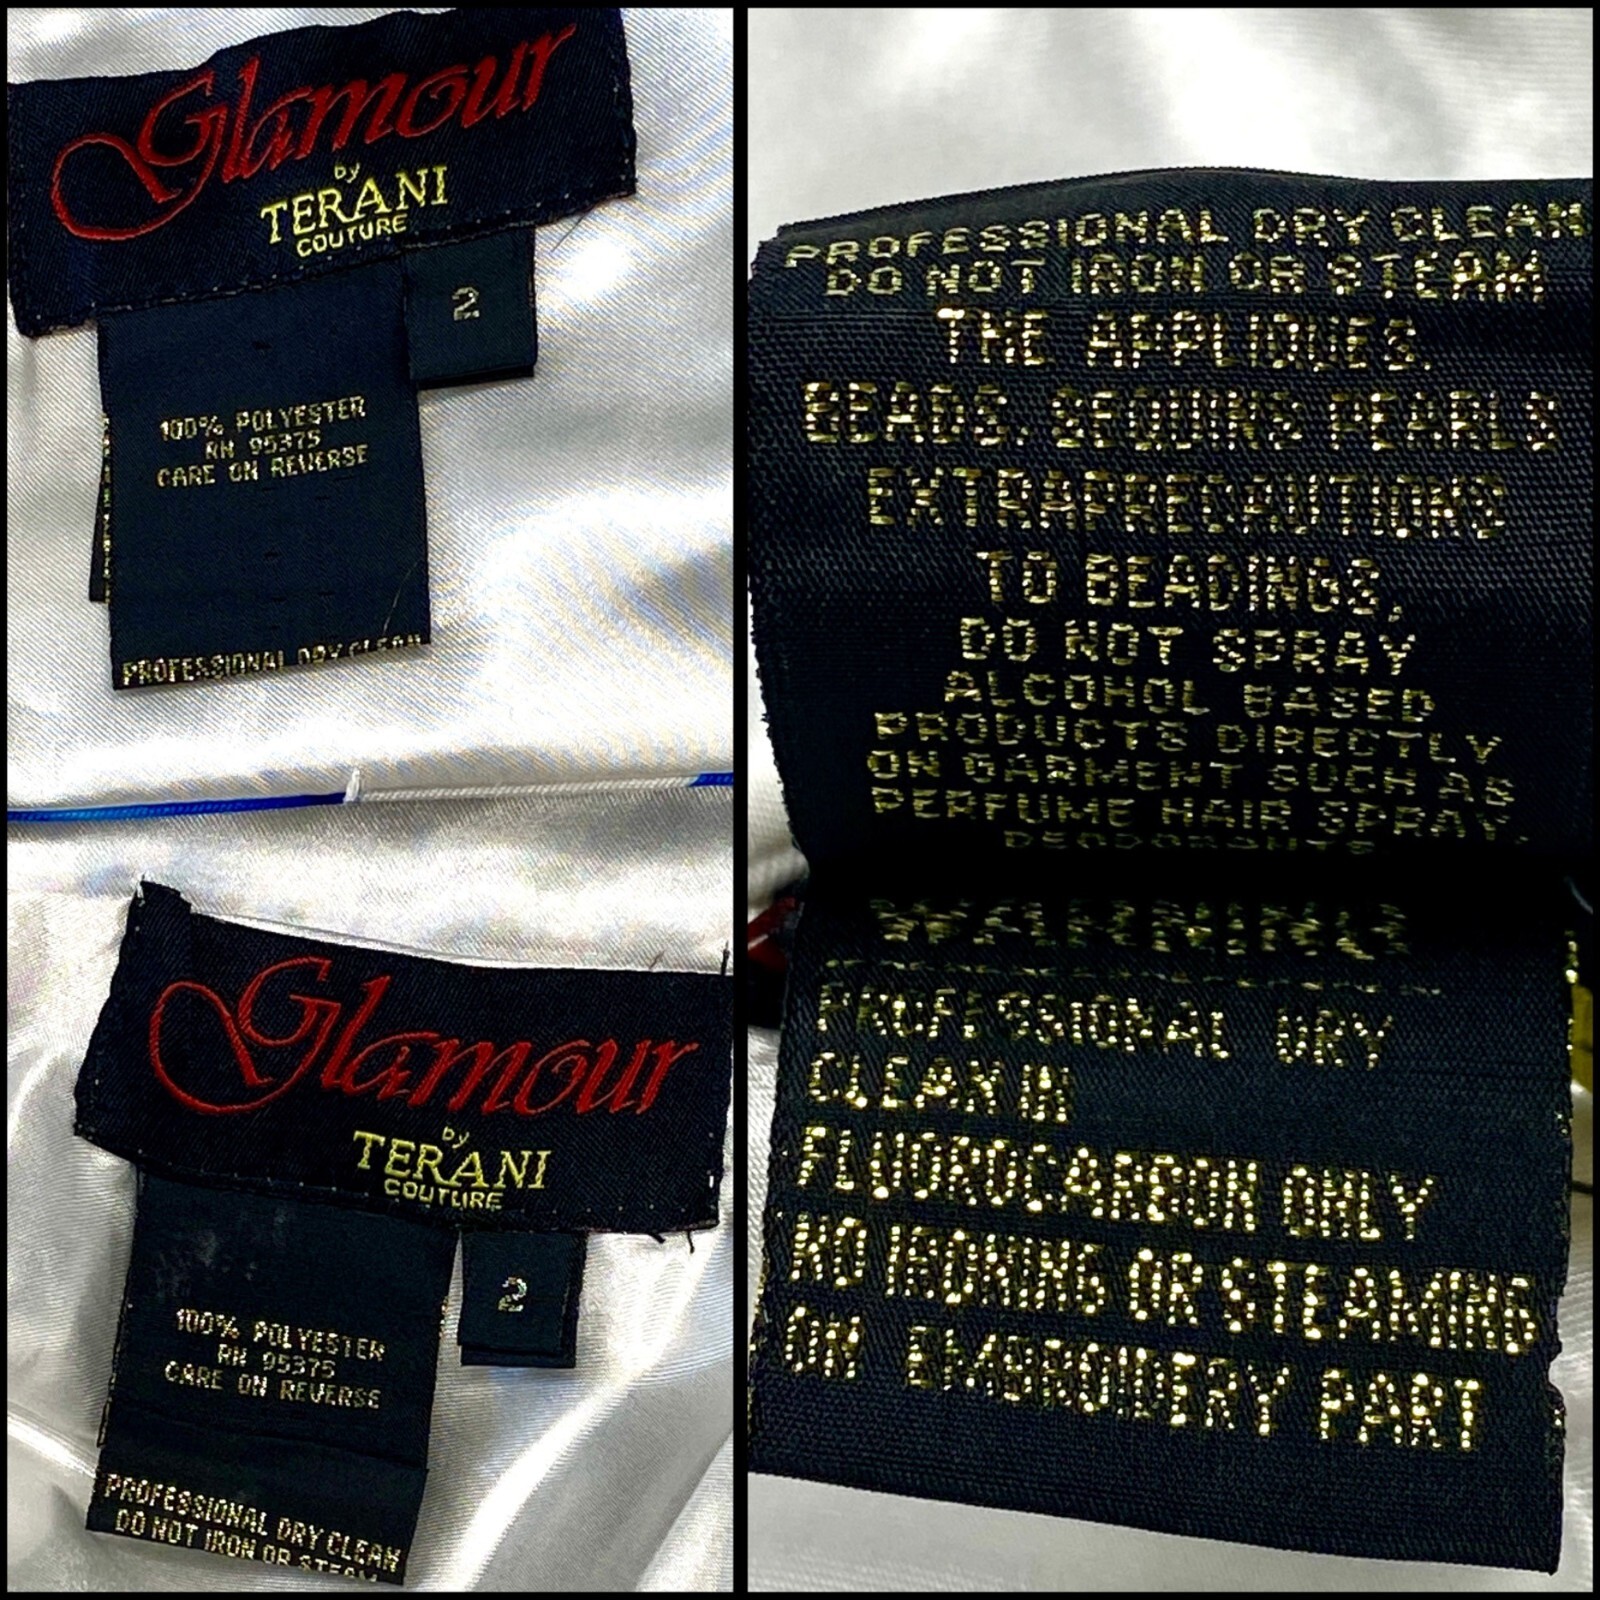 Glamour
by
TERANI
COUTURE
2
100% POLYESTER
RN 95375
CARE ON REVERSE
PROFESSIONAL DRY CLEAN
Glamour
by
TERANI
COUTURE
2
100% POLYESTER
RN 95375
CARE ON REVERSE
PROFESSIONAL DRY CLEAN
DO NOT IRON OR STEAM
PROFESSIONAL DRY CLEAN
DO NOT IRON OR STEAM
THE APPLIQUES.
BEADS. SEQUINS PEARLS
EXTRAPRECAUTIONS
TO BEADINGS,
DO NOT SPRAY
ALCOHOL BASED
PRODUCTS DIRECTLY
ON GARMENT SUCH AS
PERFUME HAIR SPRAY,
DEODORANTS
WARNING
PROFESSIONAL DRY
CLEAN IN
FLUOROCARBON ONLY
NO IRONING OR STEAMING
ON EMBROIDERY PART